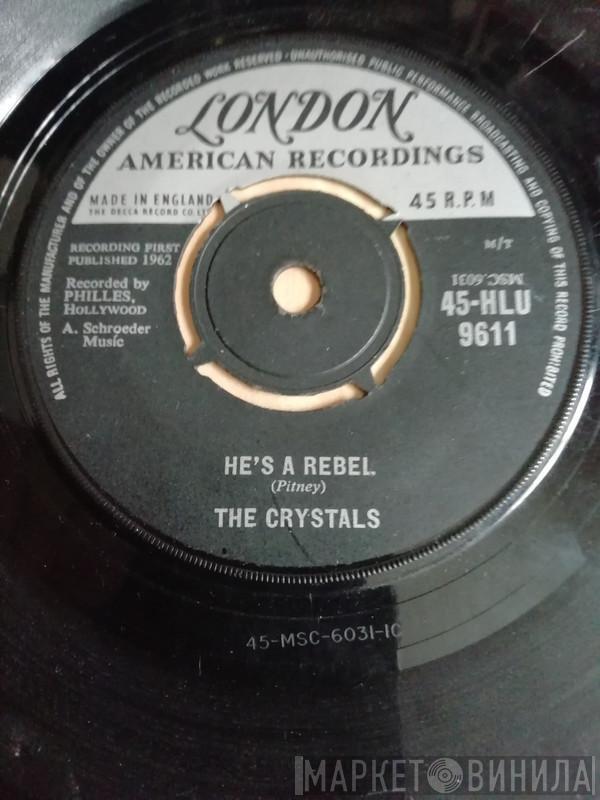 ALL RIGHTS OF THE MANUFACTURER AND OF THE OWNER OF THE RECORDED WORK RESERVED · UNAUTHORISED PUBLIC PERFORMANCE BROADCASTING AND COPYING OF THIS RECORD PROHIBITED
LONDON
AMERICAN RECORDINGS
MADE IN ENGLAND
THE DECCA RECORD CO. LT
45 R.P.M
RECORDING FIRST
PUBLISHED 1962
Recorded by
PHILLES,
HOLLYWOOD
A. Schroeder
Music
M/T
MSC.6031
45-HLU
9611
HE'S A REBEL
(Pitney)
THE CRYSTALS
45-MSC-6031-1C
МАРКЕТ ВИНИЛА